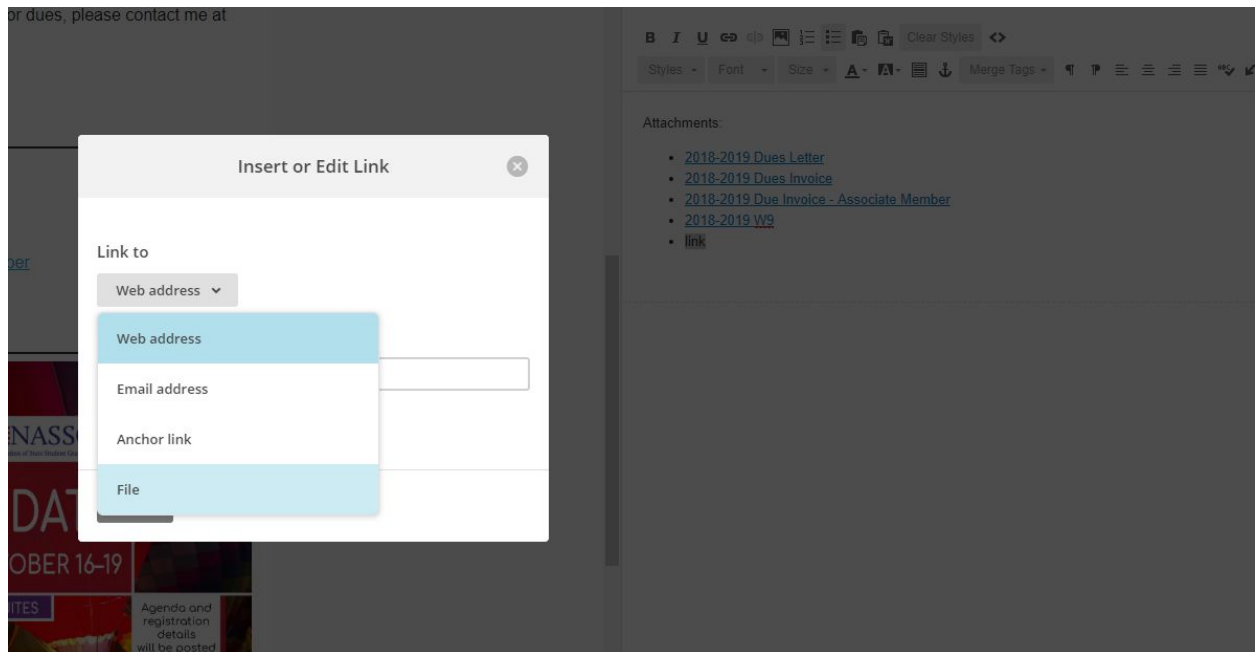 or dues, please contact me at
B I U
Clear Styles <>
Styles Font Size A A Merge Tags ¶ ABC
Attachments:
• 2018-2019 Dues Letter
• 2018-2019 Dues Invoice
• 2018-2019 Due Invoice - Associate Member
• 2018-2019 W9
• link
Insert or Edit Link
Link to
Web address
Web address
Email address
Anchor link
File
ber
DAT
OBER 16–19
Agenda and
registration
details
will be posted